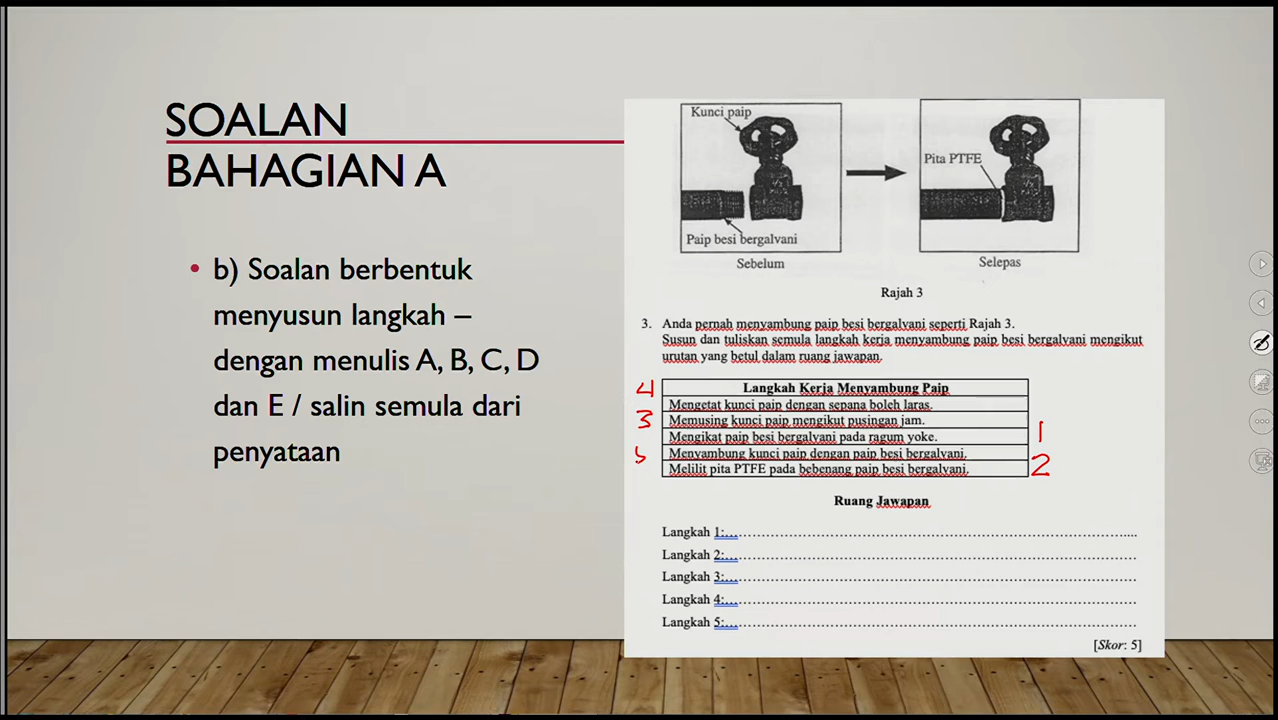 SOALAN
BAHAGIAN A
• b) Soalan berbentuk
menyusun langkah –
dengan menulis A, B, C, D
dan E / salin semula dari
penyataan
Kunci paip
Paip besi bergalvani
Sebelum
Pita PTFE
Selepas
Rajah 3
3. Anda pernah menyambung paip besi bergalvani seperti Rajah 3.
Susun dan tuliskan semula langkah kerja menyambung paip besi bergalvani mengikut
urutan yang betul dalam ruang jawapan.
4
Langkah Kerja Menyambung Paip
Mengetat kunci paip dengan sepana boleh laras.
3 Memusing kunci paip mengikut pusingan jam.
Mengikat paip besi bergalvani pada ragum yoke. 1
Menyambung kunci paip dengan paip besi bergalvani.
Melilit pita PTFE pada bebenang paip besi bergalvani. 2
Ruang Jawapan
Langkah 1:.......................................................
Langkah 2:.......................................................
Langkah 3:.......................................................
Langkah 4:.......................................................
Langkah 5:.......................................................
[Skor: 5]